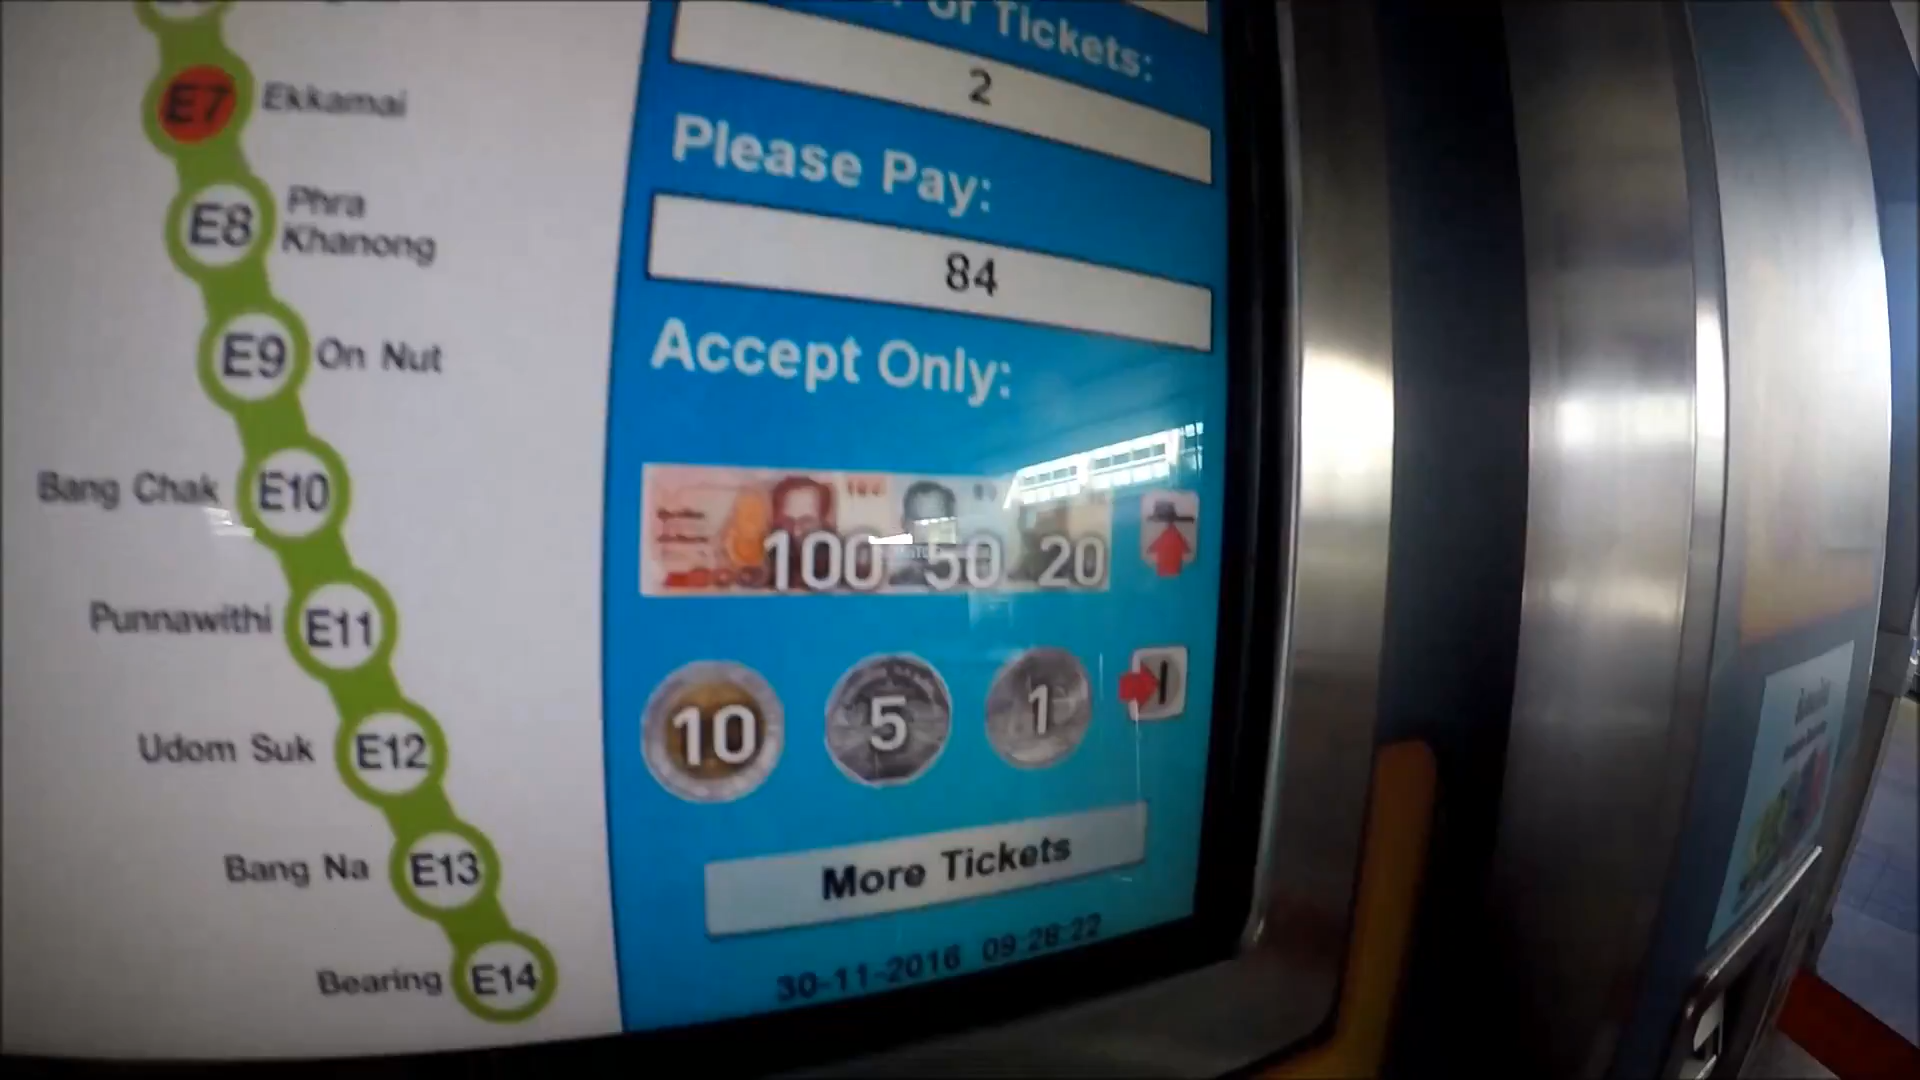 E7 Ekkamai
E8 Phra
Khanong
E9 On Nut
Bang Chak E10
Punnawithi E11
Udom Suk E12
Bang Na E13
Bearing E14
of Tickets:
2
Please Pay:
84
Accept Only:
100 50 20
10 5 1
More Tickets
30-11-2016 09:28:22